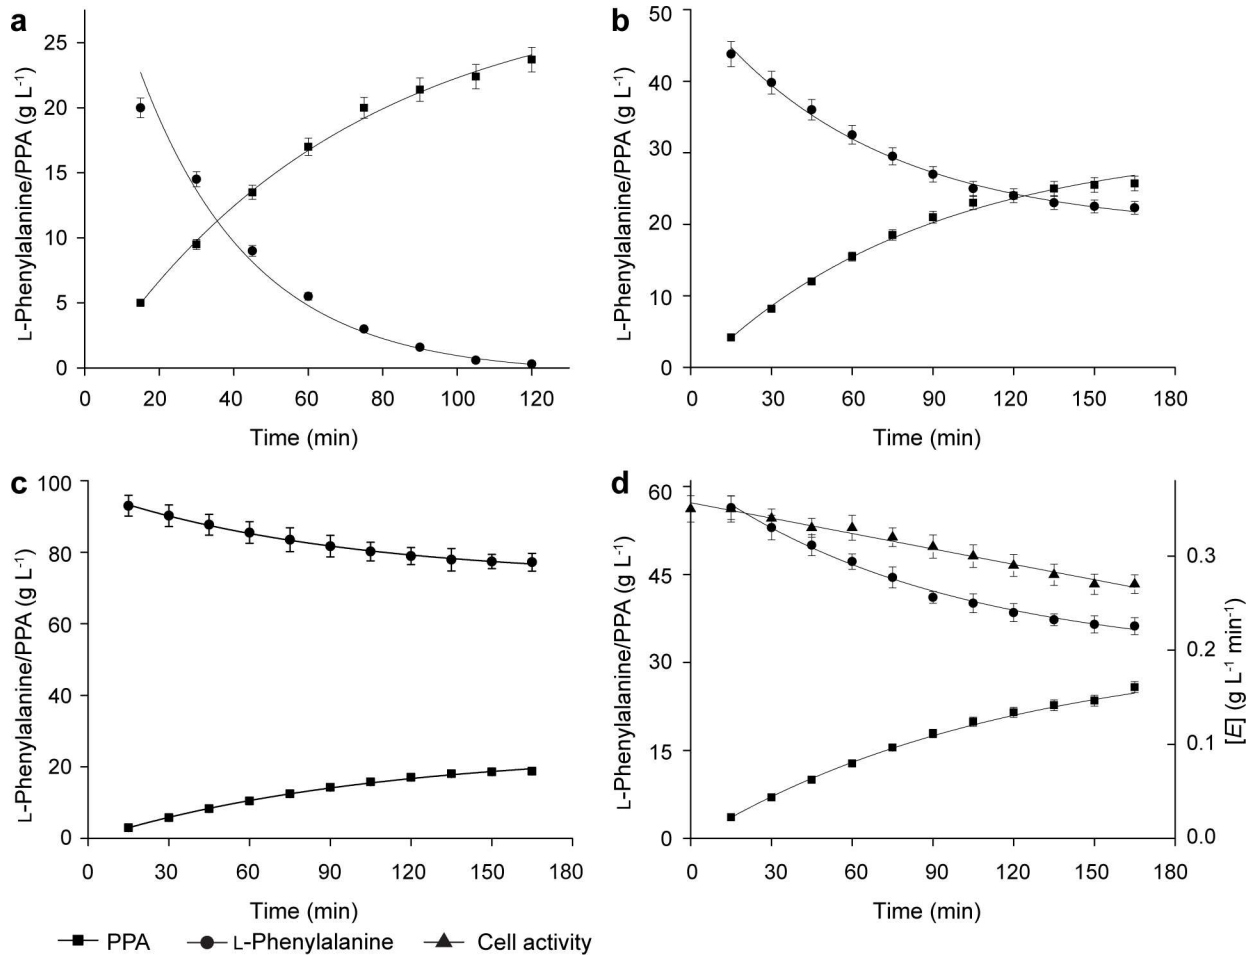 a
L-Phenylalanine/PPA (g L⁻¹)
25
20
15
10
5
0
0 20 40 60 80 100 120
Time (min)
b
L-Phenylalanine/PPA (g L⁻¹)
50
40
30
20
10
0
0 30 60 90 120 150 180
Time (min)
c
L-Phenylalanine/PPA (g L⁻¹)
100
80
60
40
20
0
0 30 60 90 120 150 180
Time (min)
d
L-Phenylalanine/PPA (g L⁻¹)
60
45
30
15
0
0.3
0.2
0.1
0.0
[E] (g L⁻¹ min⁻¹)
0 30 60 90 120 150 180
Time (min)
PPA L-Phenylalanine Cell activity